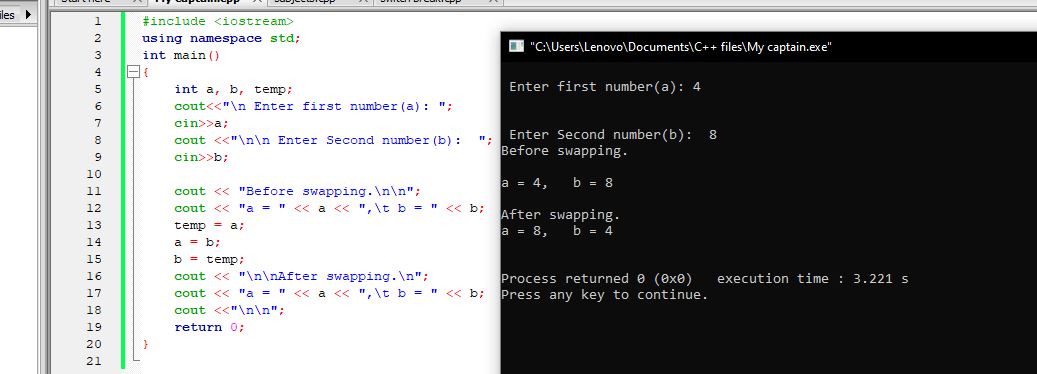 iles
Start here
My captain.cpp
subjects.cpp
switch break.cpp
1 #include <iostream>
2 using namespace std;
3 int main()
4 {
5 int a, b, temp;
6 cout<<"\n Enter first number(a): ";
7 cin>>a;
8 cout <<"\n\n Enter Second number(b):  ";
9 cin>>b;
10
11 cout << "Before swapping.\n\n";
12 cout << "a = " << a << ",\t b = " << b;
13 temp = a;
14 a = b;
15 b = temp;
16 cout << "\n\nAfter swapping.\n";
17 cout << "a = " << a << ",\t b = " << b;
18 cout <<"\n\n";
19 return 0;
20 }
21
"C:\Users\Lenovo\Documents\C++ files\My captain.exe"
Enter first number(a): 4
Enter Second number(b):  8
Before swapping.
a = 4,   b = 8
After swapping.
a = 8,   b = 4
Process returned 0 (0x0)   execution time : 3.221 s
Press any key to continue.